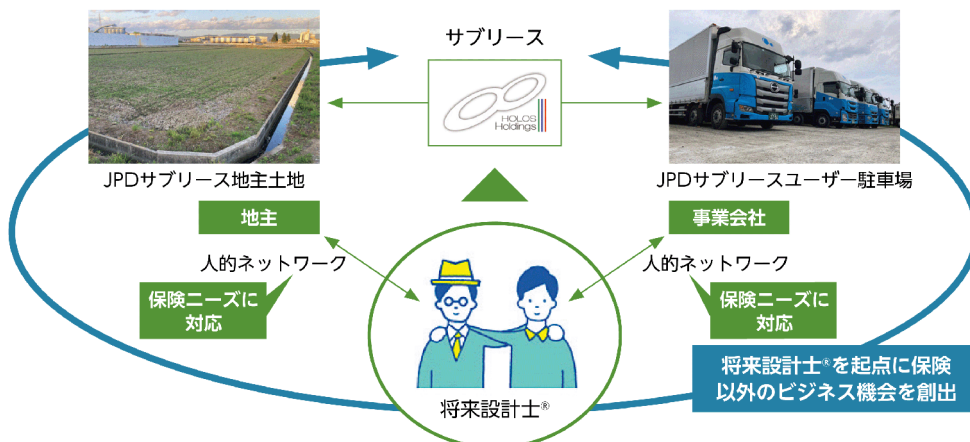 サブリース
HOLOS
Holdings
JPDサブリース地主土地
JPDサブリースユーザー駐車場
地主
事業会社
人的ネットワーク
人的ネットワーク
保険ニーズに
対応
保険ニーズに
対応
将来設計士®を起点に保険
以外のビジネス機会を創出
将来設計士®